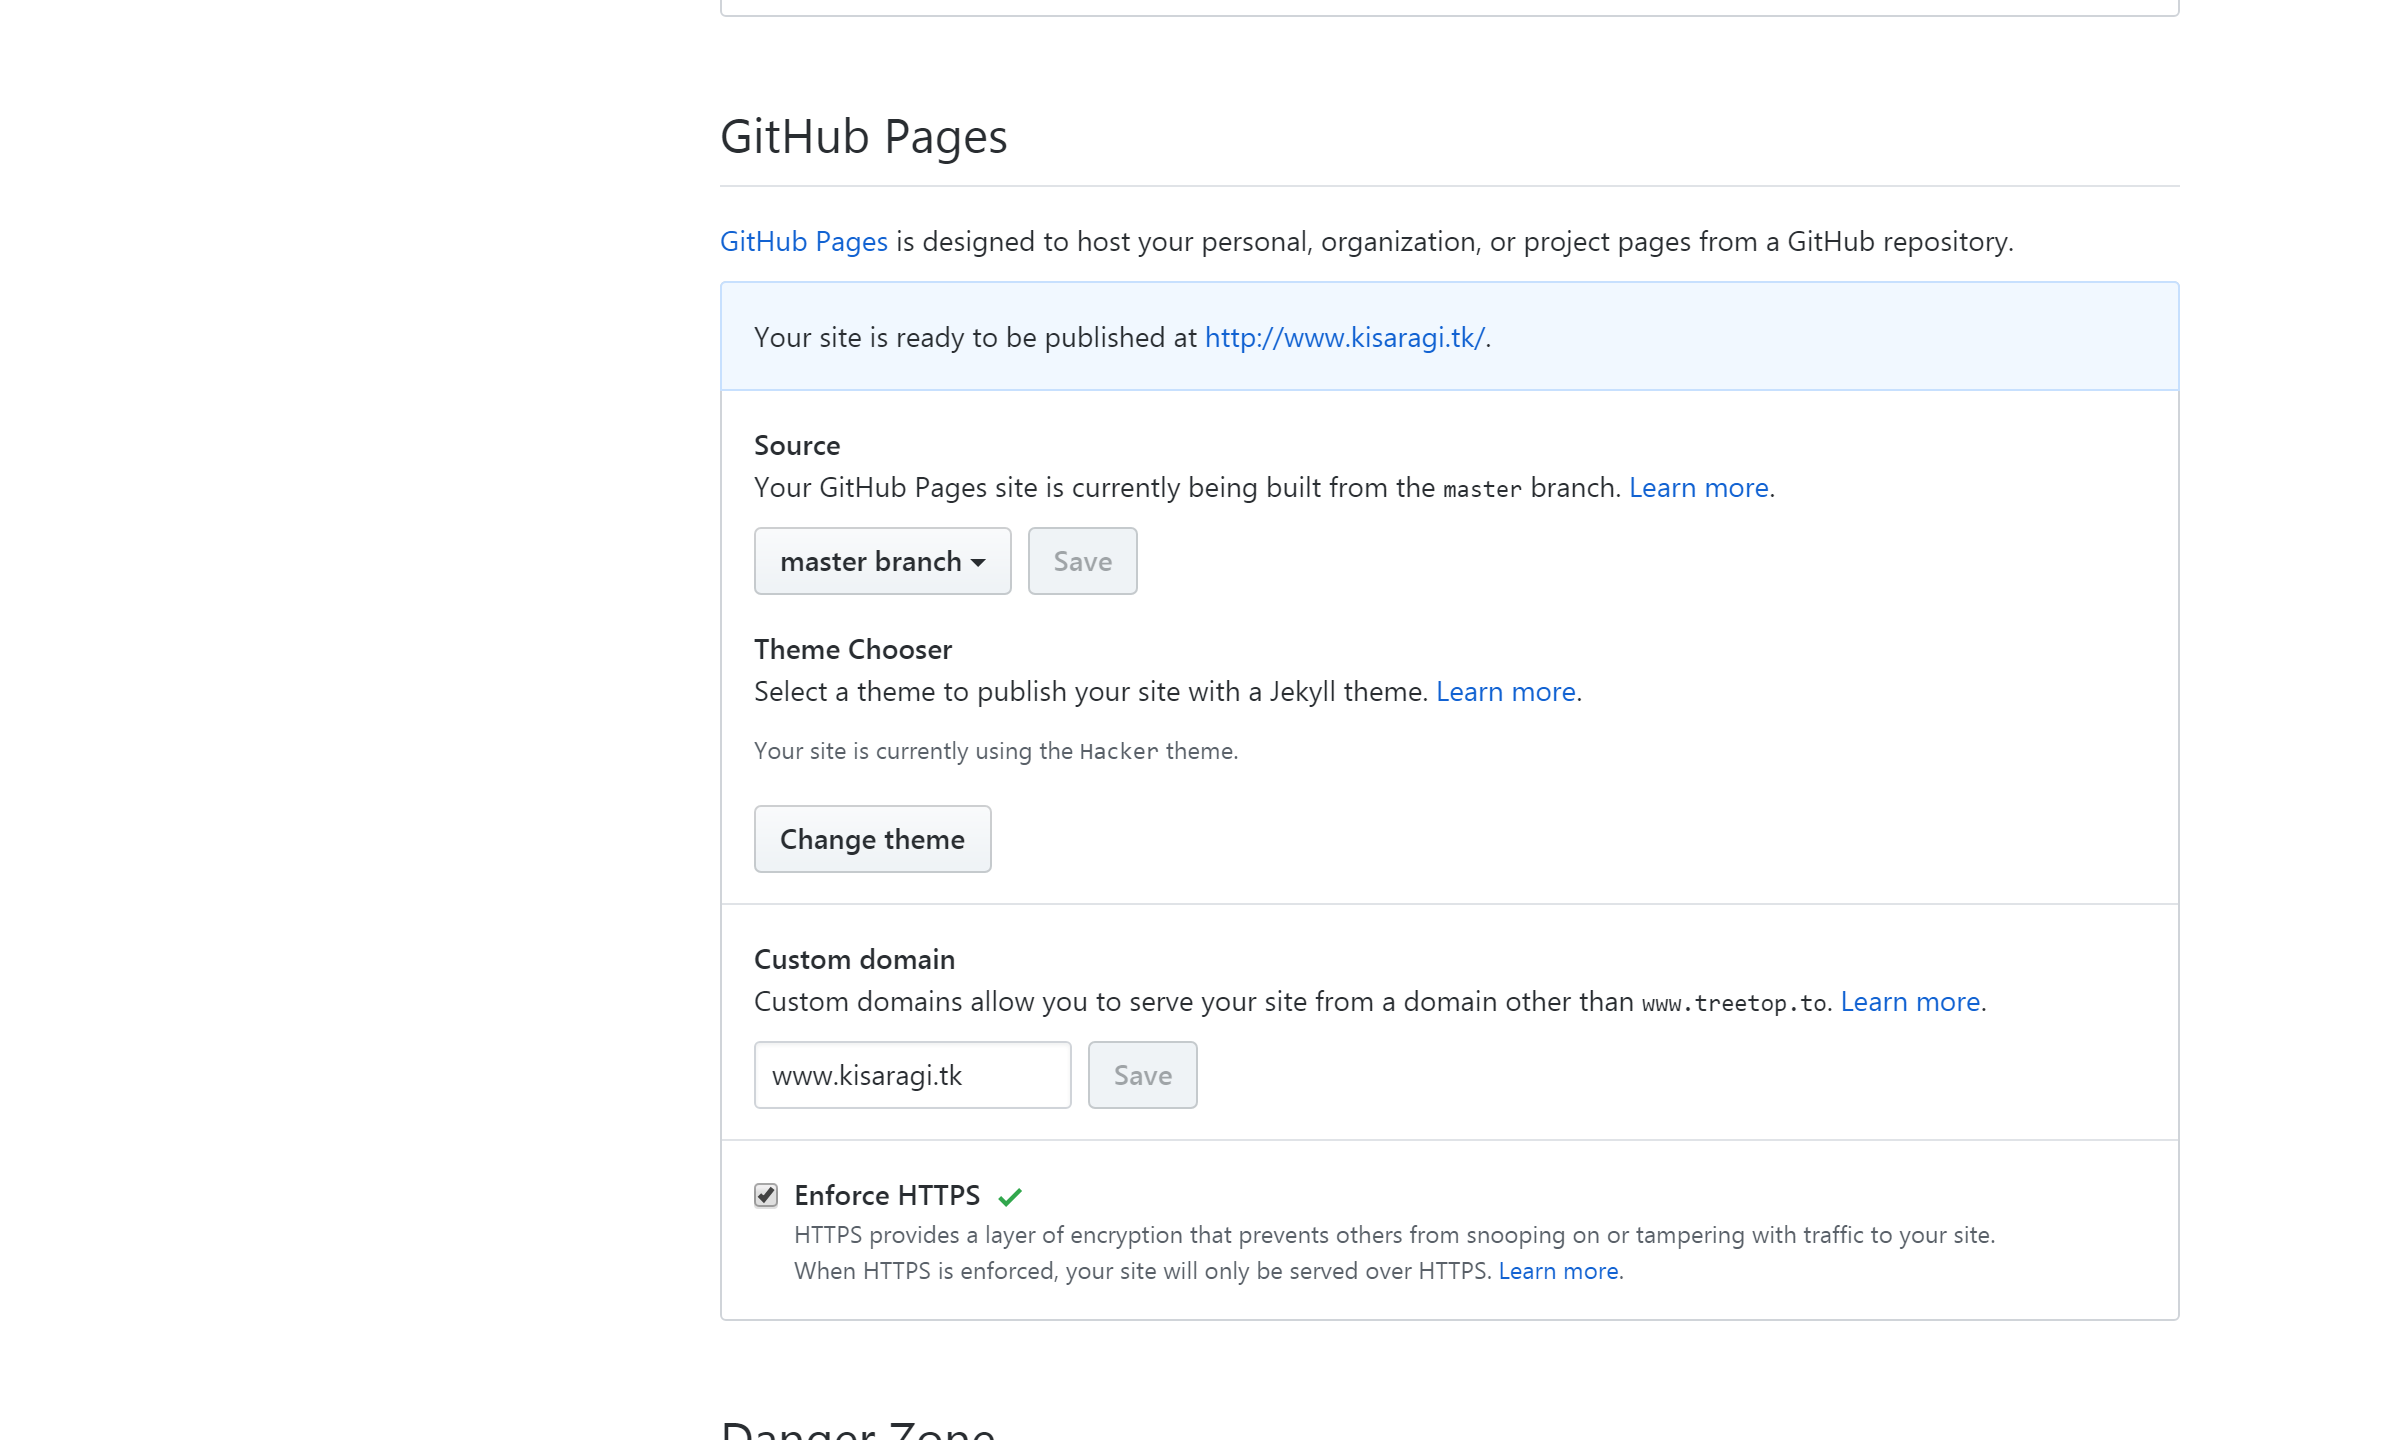 GitHub Pages
GitHub Pages is designed to host your personal, organization, or project pages from a GitHub repository.
Your site is ready to be published at http://www.kisaragi.tk/.
Source
Your GitHub Pages site is currently being built from the master branch. Learn more.
master branch Save
Theme Chooser
Select a theme to publish your site with a Jekyll theme. Learn more.
Your site is currently using the Hacker theme.
Change theme
Custom domain
Custom domains allow you to serve your site from a domain other than www.treetop.to. Learn more.
www.kisaragi.tk Save
Enforce HTTPS
HTTPS provides a layer of encryption that prevents others from snooping on or tampering with traffic to your site.
When HTTPS is enforced, your site will only be served over HTTPS. Learn more.
Danger Zone